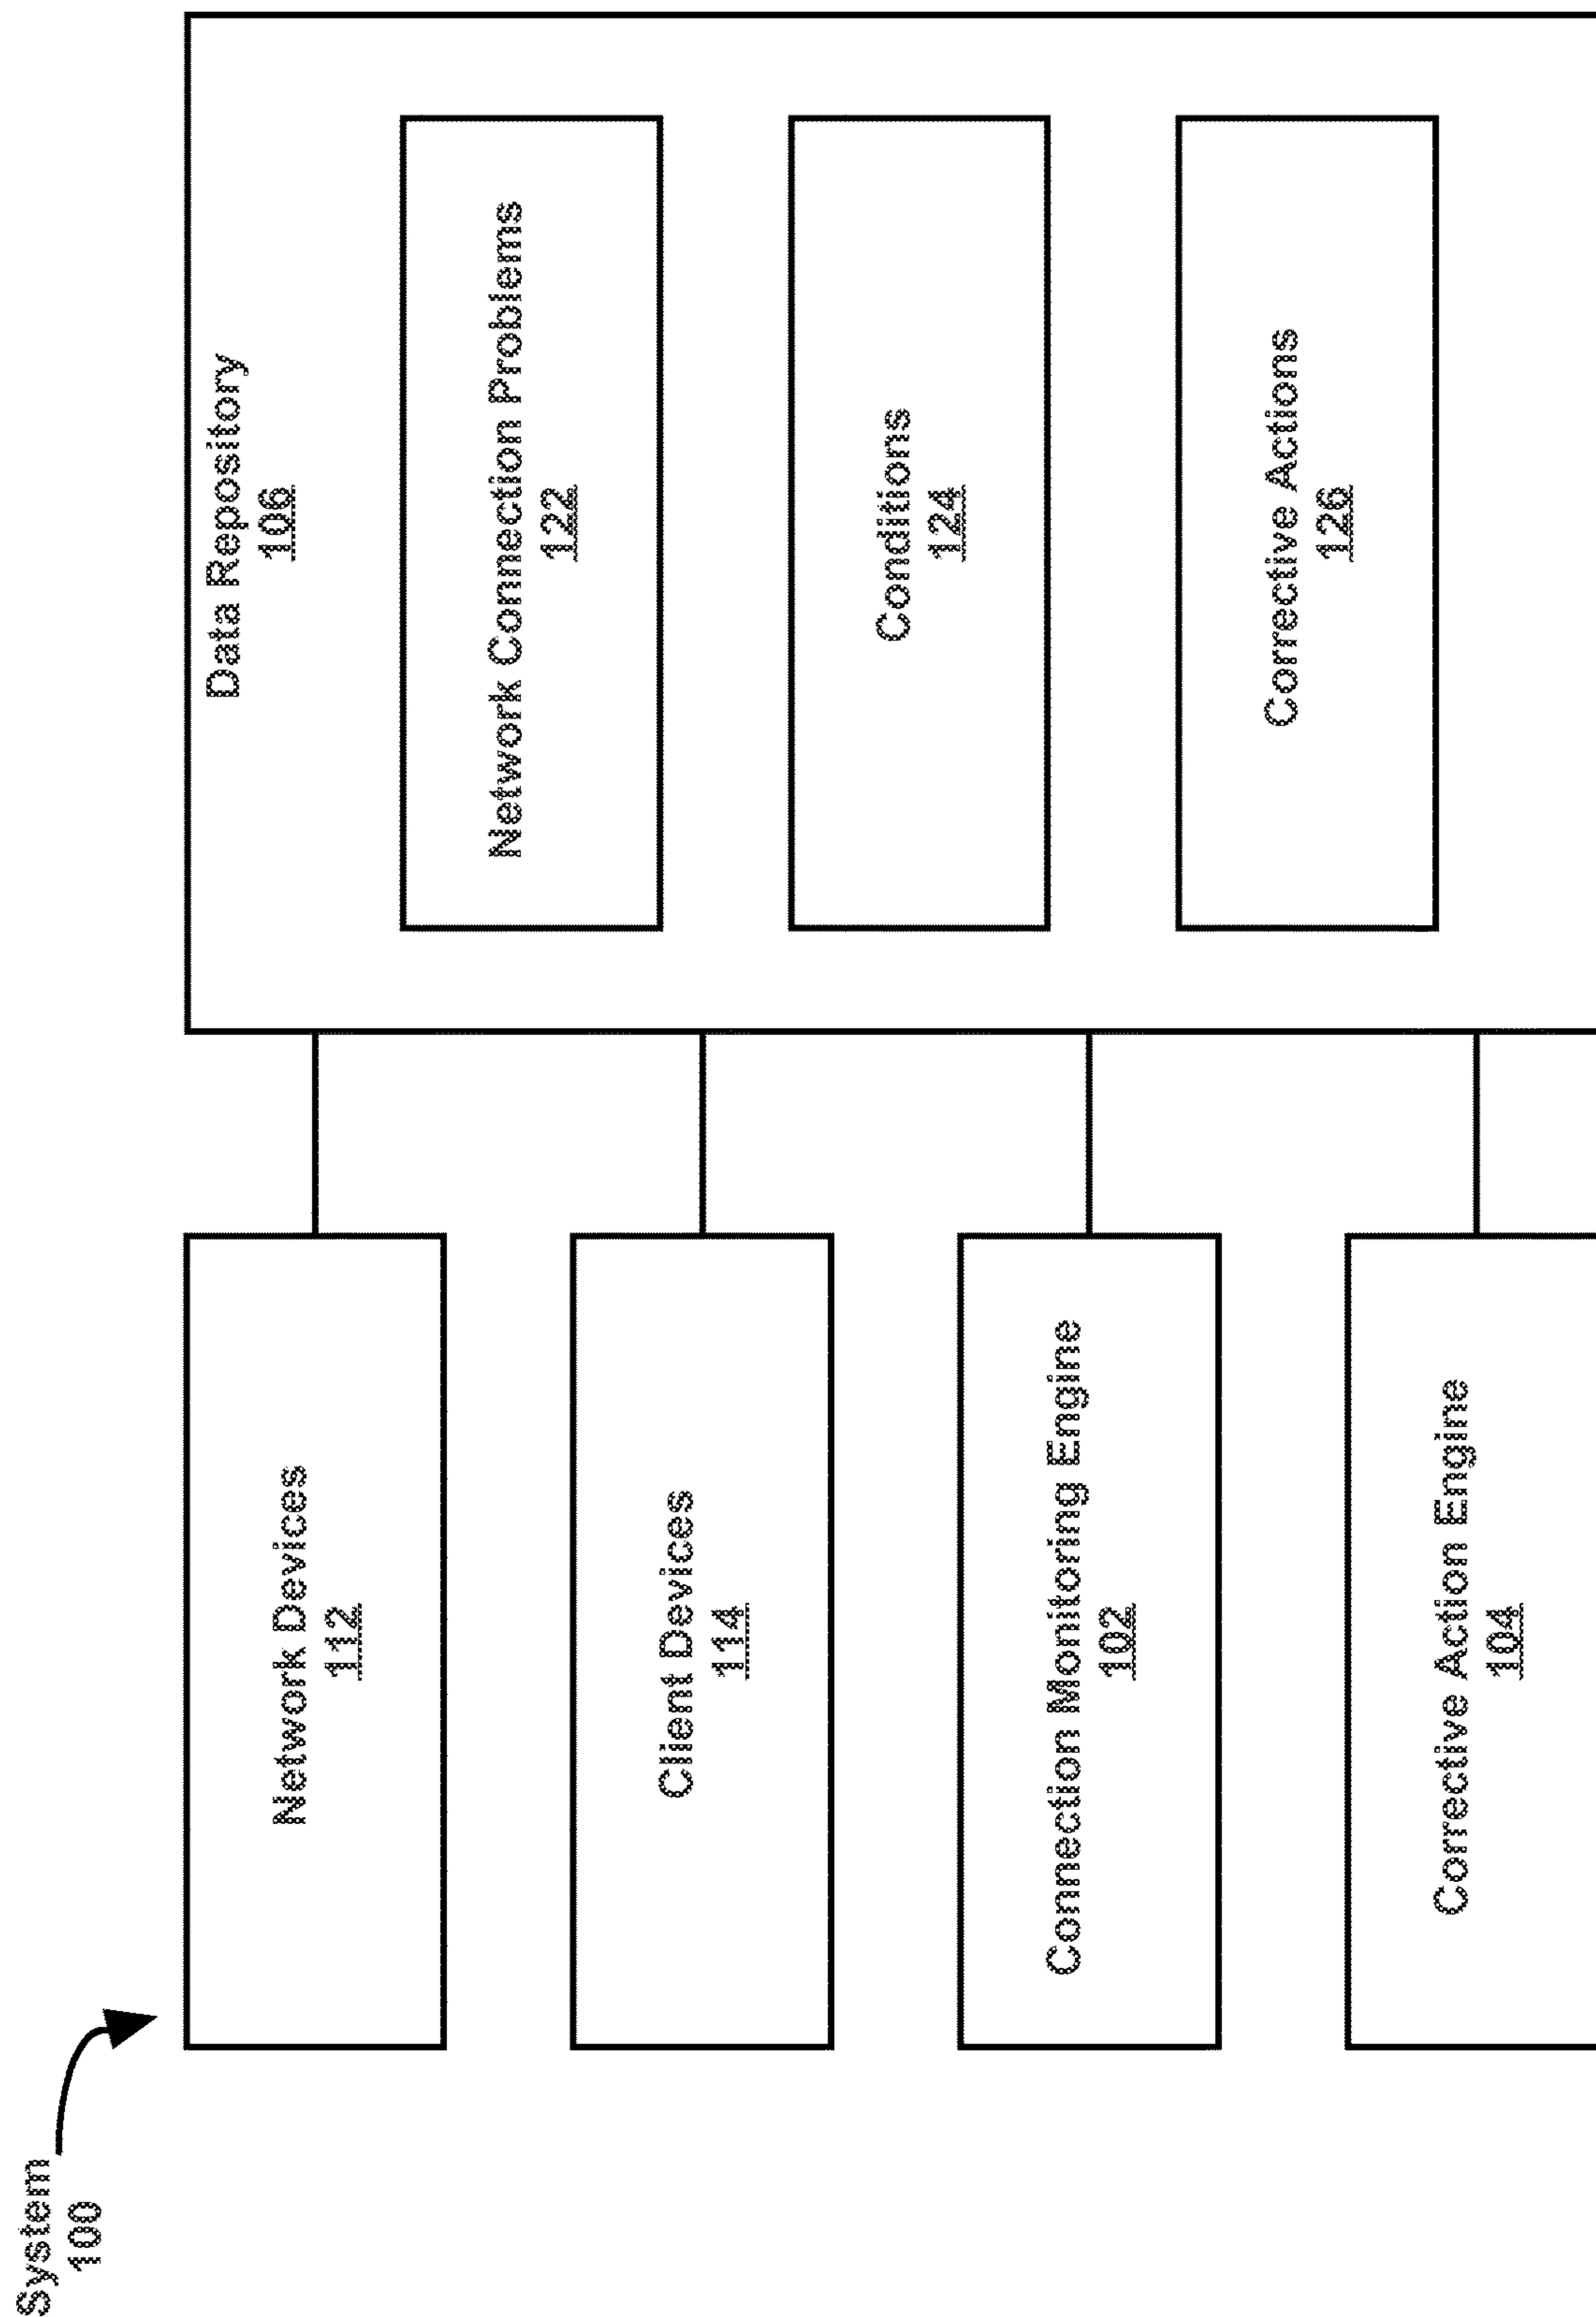 System
100
Network Devices
112
Client Devices
114
Connection Monitoring Engine
102
Corrective Action Engine
104
Data Repository
106
Network Connection Problems
122
Conditions
124
Corrective Actions
126